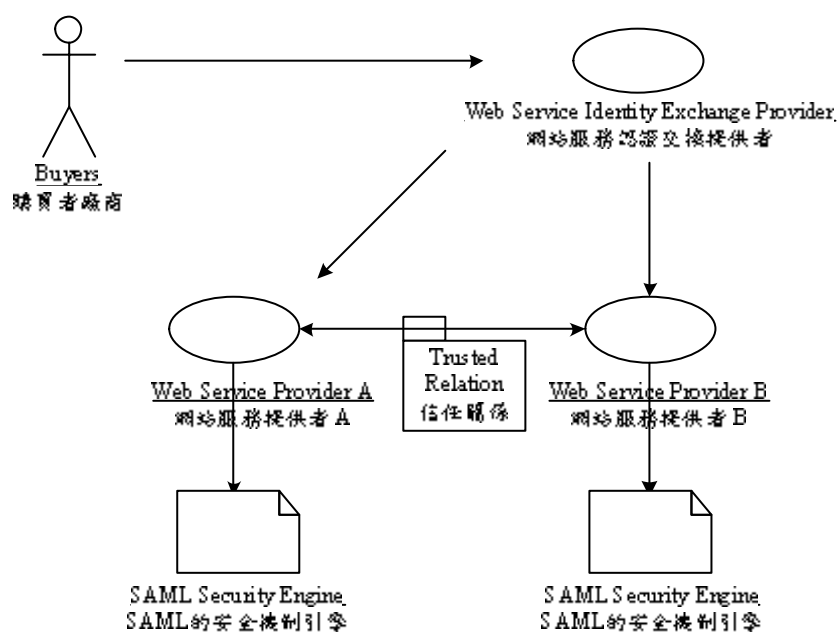 Web Service Identity Exchange Provider
網站服務認證交換提供者
Buyers
購買者廠商
Trusted
Relation
信任關係
Web Service Provider A
網站服務提供者 A
Web Service Provider B
網站服務提供者 B
SAML Security Engine
SAML的安全機制引擎
SAML Security Engine
SAML的安全機制引擎